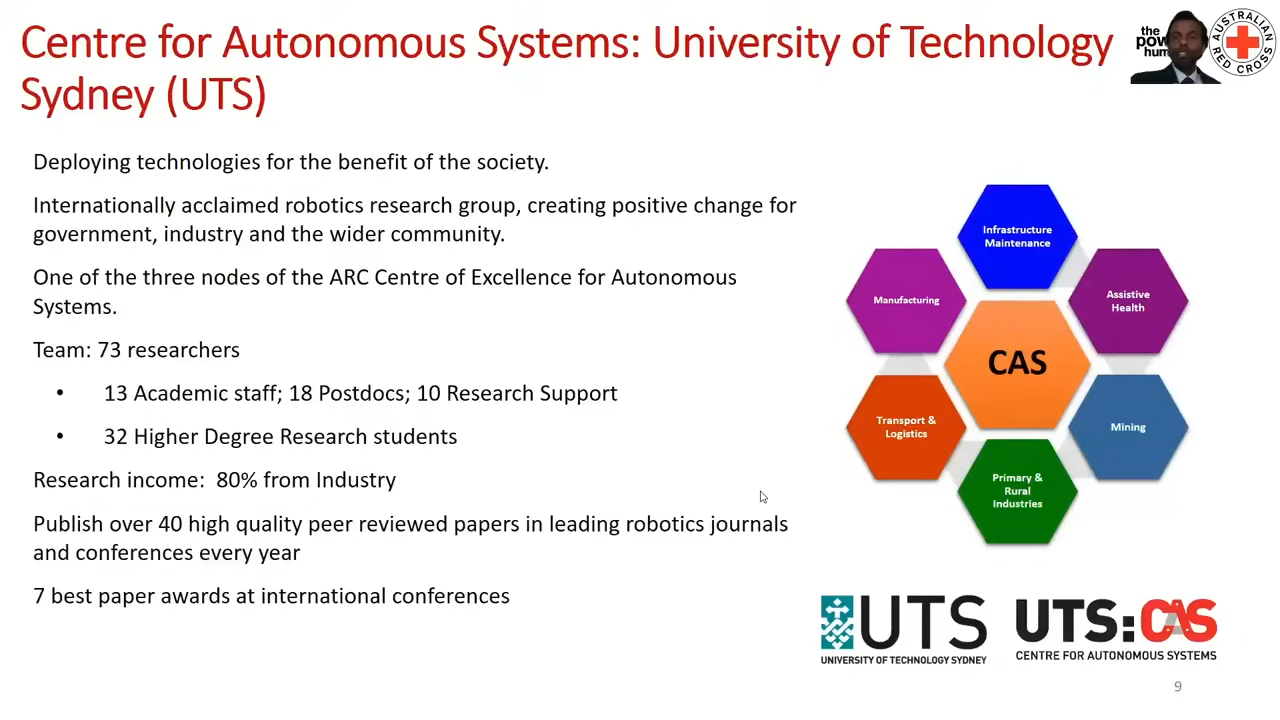 Centre for Autonomous Systems: University of Technology
Sydney (UTS)
the
pow
hum
AUSTRALIAN
RED CROSS
Deploying technologies for the benefit of the society.
Internationally acclaimed robotics research group, creating positive change for
government, industry and the wider community.
One of the three nodes of the ARC Centre of Excellence for Autonomous
Systems.
Team: 73 researchers
• 13 Academic staff; 18 Postdocs; 10 Research Support
• 32 Higher Degree Research students
Research income: 80% from Industry
Publish over 40 high quality peer reviewed papers in leading robotics journals
and conferences every year
7 best paper awards at international conferences
Infrastructure
Maintenance
Manufacturing
Assistive
Health
CAS
Transport &
Logistics
Mining
Primary &
Rural
Industries
UTS
UNIVERSITY OF TECHNOLOGY SYDNEY
UTS:CAS
CENTRE FOR AUTONOMOUS SYSTEMS
9